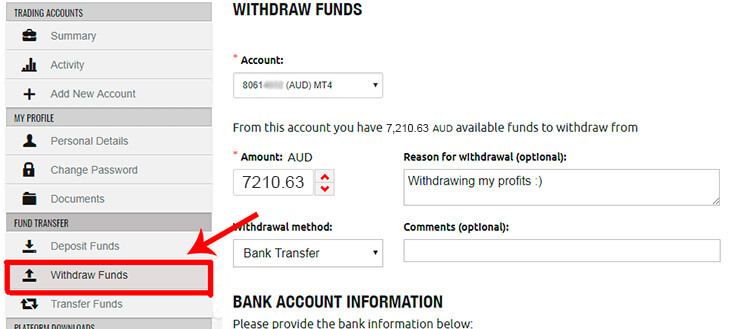 TRADING ACCOUNTS
Summary
Activity
Add New Account
MY PROFILE
Personal Details
Change Password
Documents
FUND TRANSFER
Deposit Funds
Withdraw Funds
Transfer Funds
PLATFORM DOWNLOADS
WITHDRAW FUNDS
* Account:
8061 (AUD) MT4
From this account you have 7,210.63 AUD available funds to withdraw from
* Amount: AUD
7210.63
Reason for withdrawal (optional):
Withdrawing my profits :)
Withdrawal method:
Bank Transfer
Comments (optional):
BANK ACCOUNT INFORMATION
Please provide the bank information below: